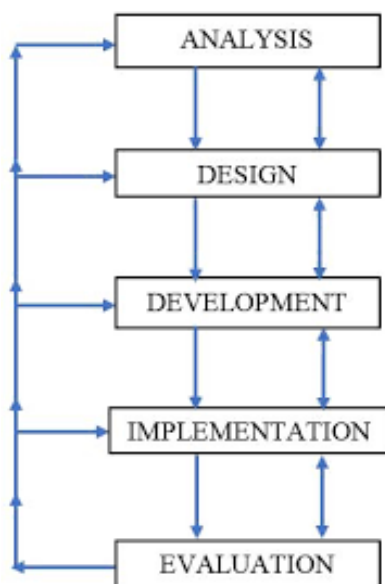 ANALYSIS
DESIGN
DEVELOPMENT
IMPLEMENTATION
EVALUATION